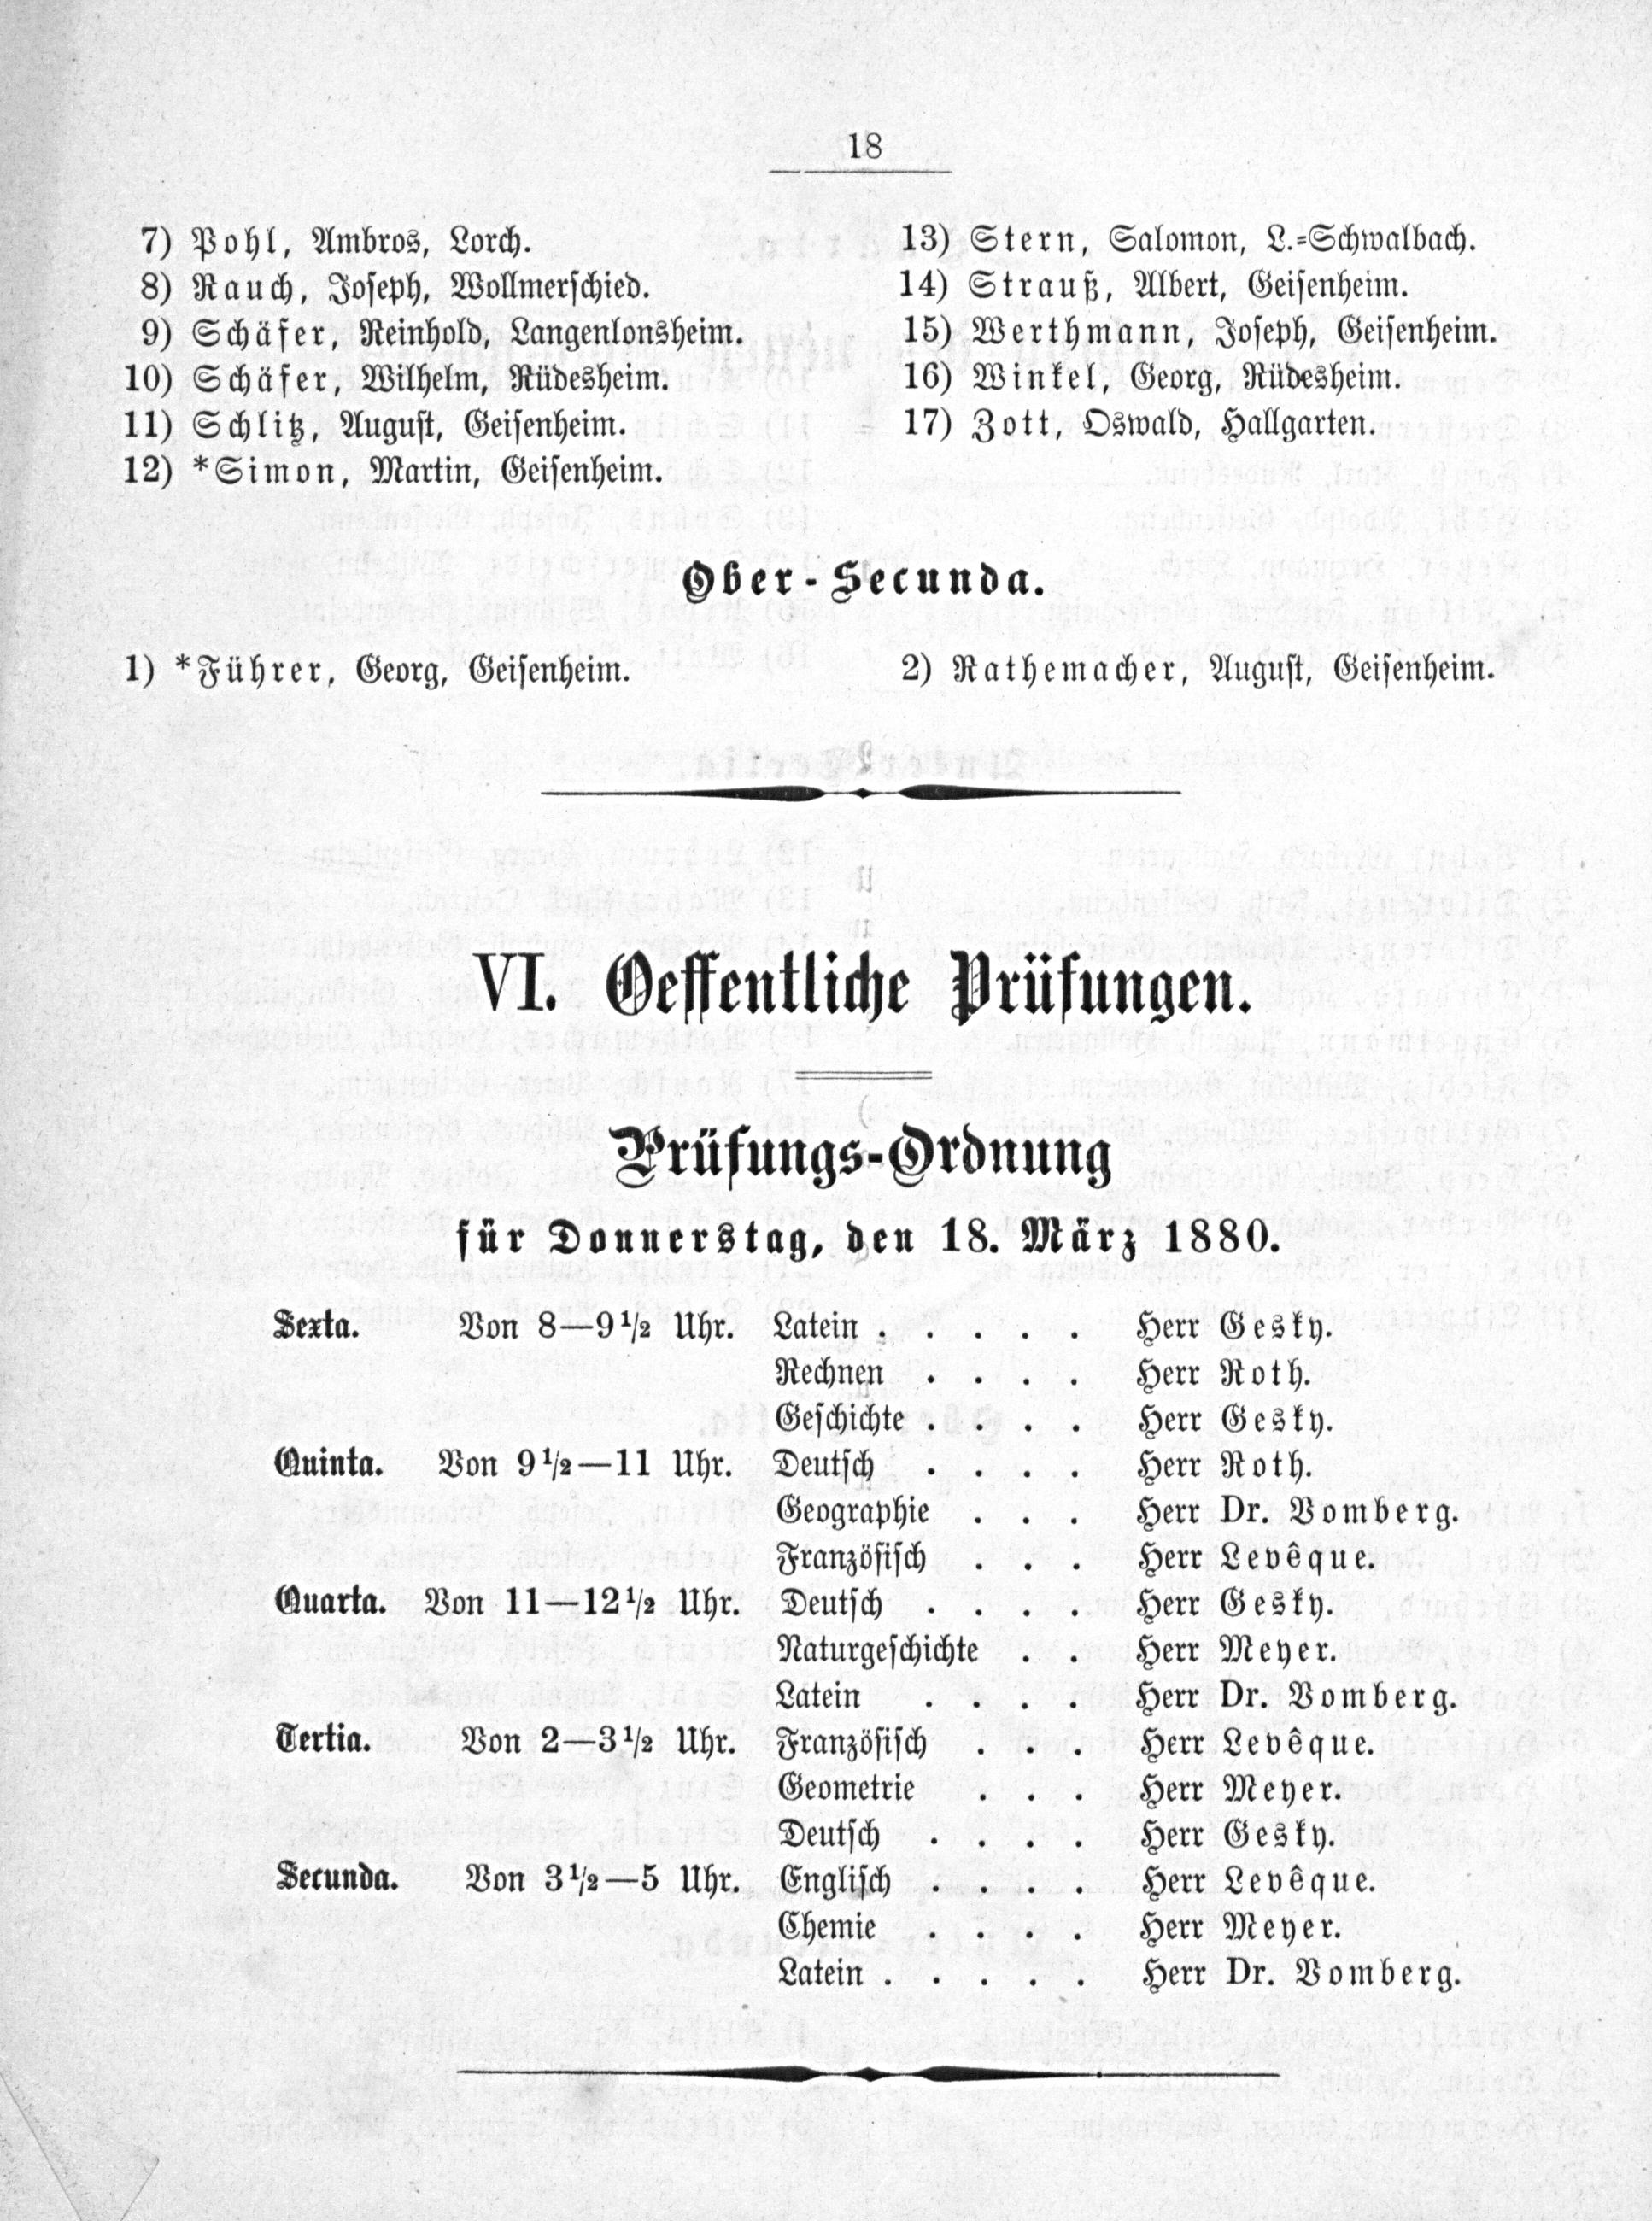 18
7) Pohl, Ambros, Lorch.
8) Rauch, Joseph, Wollmerschied.
9) Schäfer, Reinhold, Langenlonsheim.
10) Schäfer, Wilhelm, Rüdesheim.
11) Schlitz, August, Geisenheim.
12) *Simon, Martin, Geisenheim.
13) Stern, Salomon, L.-Schwalbach.
14) Strauß, Albert, Geisenheim.
15) Werthmann, Joseph, Geisenheim.
16) Winkel, Georg, Rüdesheim.
17) Zott, Oswald, Hallgarten.
Ober-Secunda.
1) *Führer, Georg, Geisenheim.
2) Rathemacher, August, Geisenheim.
VI. Oeffentliche Prüfungen.
Prüfungs-Ordnung
für Donnerstag, den 18. März 1880.
Sexta. Von 8—9½ Uhr. Latein . . . . . Herr Gesky.
Rechnen . . . . Herr Roth.
Geschichte . . . . Herr Gesky.
Quinta. Von 9½—11 Uhr. Deutsch . . . . Herr Roth.
Geographie . . . Herr Dr. Vomberg.
Französisch . . . Herr Levêque.
Quarta. Von 11—12½ Uhr. Deutsch . . . . Herr Gesky.
Naturgeschichte . . Herr Meyer.
Latein . . . . Herr Dr. Vomberg.
Tertia. Von 2—3½ Uhr. Französisch . . . Herr Levêque.
Geometrie . . . Herr Meyer.
Deutsch . . . . Herr Gesky.
Secunda. Von 3½—5 Uhr. Englisch . . . . Herr Levêque.
Chemie . . . . Herr Meyer.
Latein . . . . . Herr Dr. Vomberg.